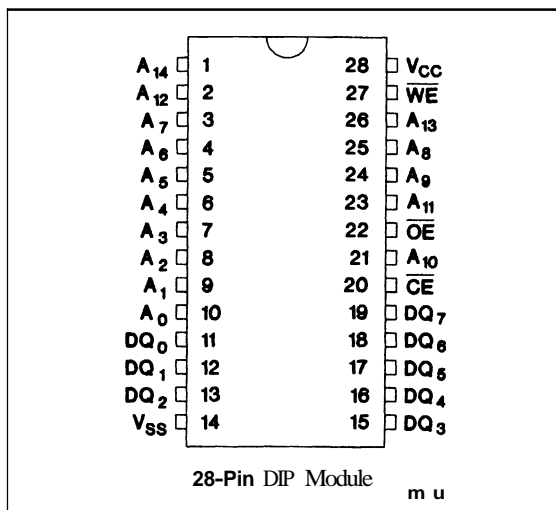 A14 1 28 VCC
A12 2 27 WE
A7 3 26 A13
A6 4 25 A8
A5 5 24 A9
A4 6 23 A11
A3 7 22 OE
A2 8 21 A10
A1 9 20 CE
A0 10 19 DQ7
DQ0 11 18 DQ6
DQ1 12 17 DQ5
DQ2 13 16 DQ4
VSS 14 15 DQ3
28-Pin DIP Module
m u